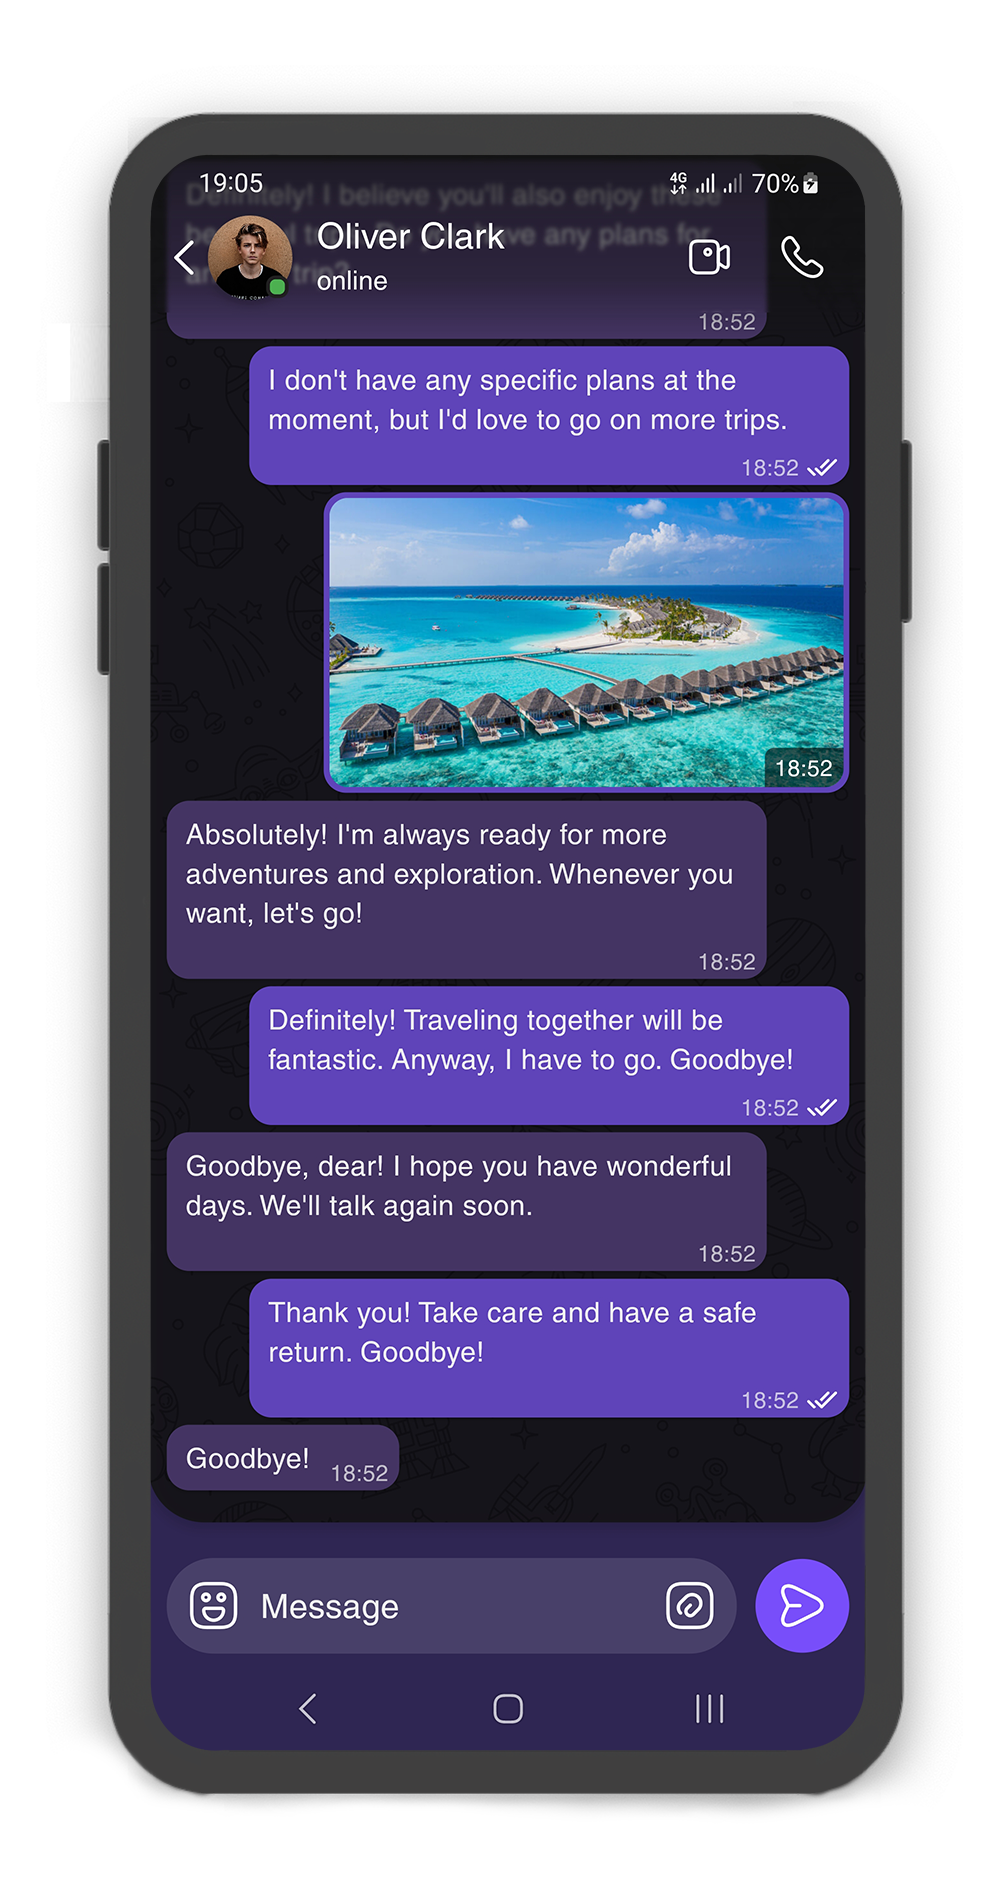 19:05
4G
70%
Definitely! I believe you'll also enjoy these
have any plans for
trip?
Oliver Clark
online
18:52
I don't have any specific plans at the
moment, but I'd love to go on more trips.
18:52
18:52
Absolutely! I'm always ready for more
adventures and exploration. Whenever you
want, let's go!
18:52
Definitely! Traveling together will be
fantastic. Anyway, I have to go. Goodbye!
18:52
Goodbye, dear! I hope you have wonderful
days. We'll talk again soon.
18:52
Thank you! Take care and have a safe
return. Goodbye!
18:52
Goodbye!
18:52
Message